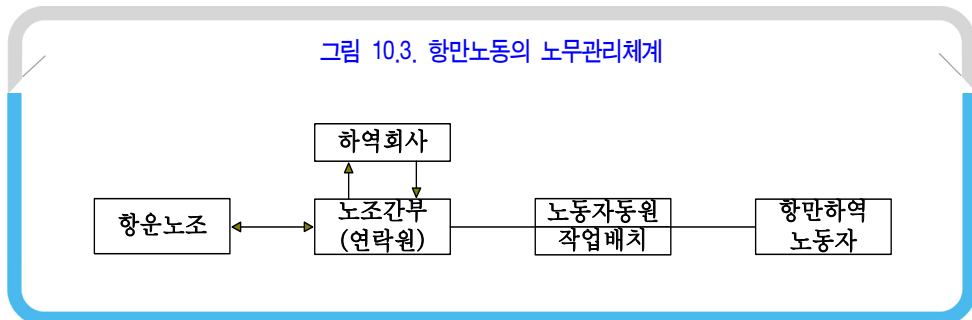 그림 10.3. 항만노동의 노무관리체계
하역회사
항운노조
노조간부
(연락원)
노동자동원
작업배치
항만하역
노동자